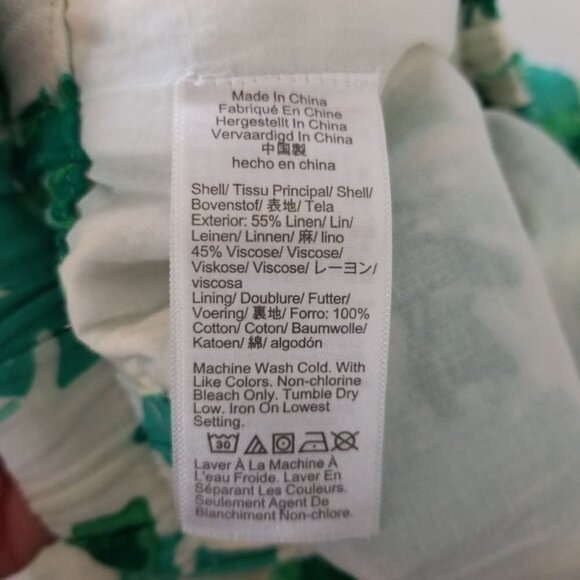 Made In China
Fabriqué En Chine
Hergestellt In China
Vervaardigd In China
中国製
hecho en china
Shell/ Tissu Principal/ Shell/
Bovenstof/ 表地/ Tela
Exterior: 55% Linen/ Lin/
Leinen/ Linnen/ 麻/ lino
45% Viscose/ Viscose/
Viskose/ Viscose/ レーヨン/
viscosa
Lining/ Doublure/ Futter/
Voering/ 裏地/ Forro: 100%
Cotton/ Coton/ Baumwolle/
Katoen/ 綿/ algodón
Machine Wash Cold. With
Like Colors. Non-chlorine
Bleach Only. Tumble Dry
Low. Iron On Lowest
Setting.
30
Laver À La Machine À
L'eau Froide. Laver En
Séparant Les Couleurs.
Seulement Agent De
Blanchiment Non-chlore.